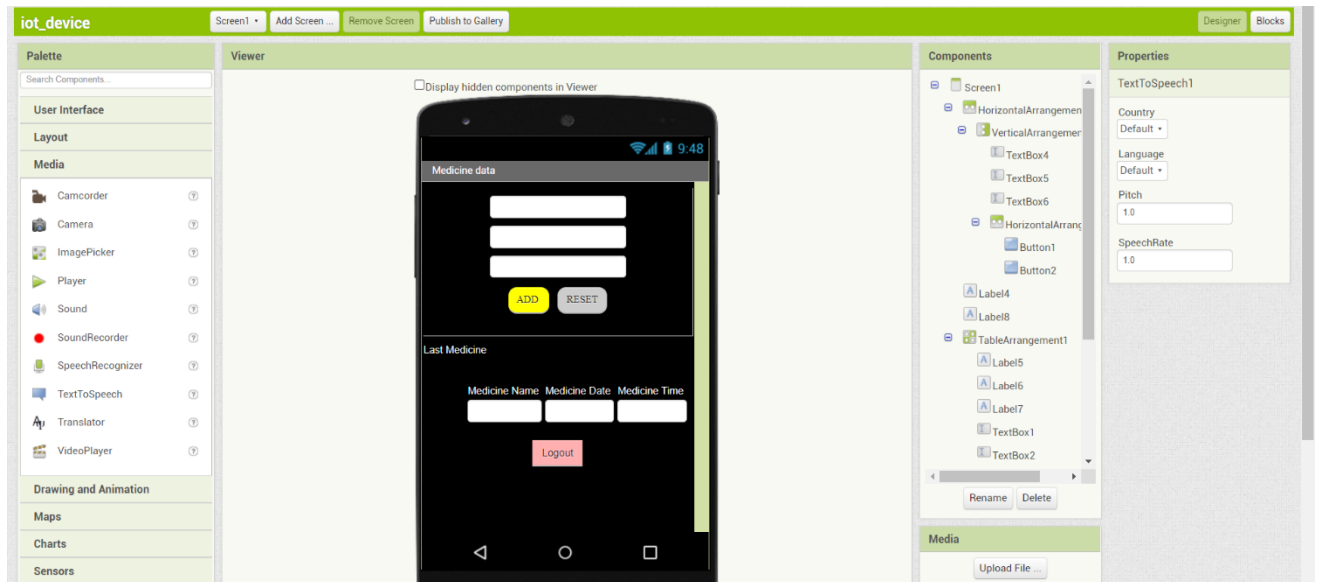 iot_device
Screen1
Add Screen ...
Remove Screen
Publish to Gallery
Designer
Blocks
Palette
Search Components...
User Interface
Layout
Media
Camcorder
Camera
ImagePicker
Player
Sound
SoundRecorder
SpeechRecognizer
TextToSpeech
Translator
VideoPlayer
Drawing and Animation
Maps
Charts
Sensors
Viewer
Display hidden components in Viewer
9:48
Medicine data
ADD
RESET
Last Medicine
Medicine Name Medicine Date Medicine Time
Logout
Components
Screen1
HorizontalArrangemen
VerticalArrangemer
TextBox4
TextBox5
TextBox6
HorizontalArrang
Button1
Button2
Label4
Label8
TableArrangement1
Label5
Label6
Label7
TextBox1
TextBox2
Rename
Delete
Media
Upload File ...
Properties
TextToSpeech1
Country
Default
Language
Default
Pitch
1.0
SpeechRate
1.0